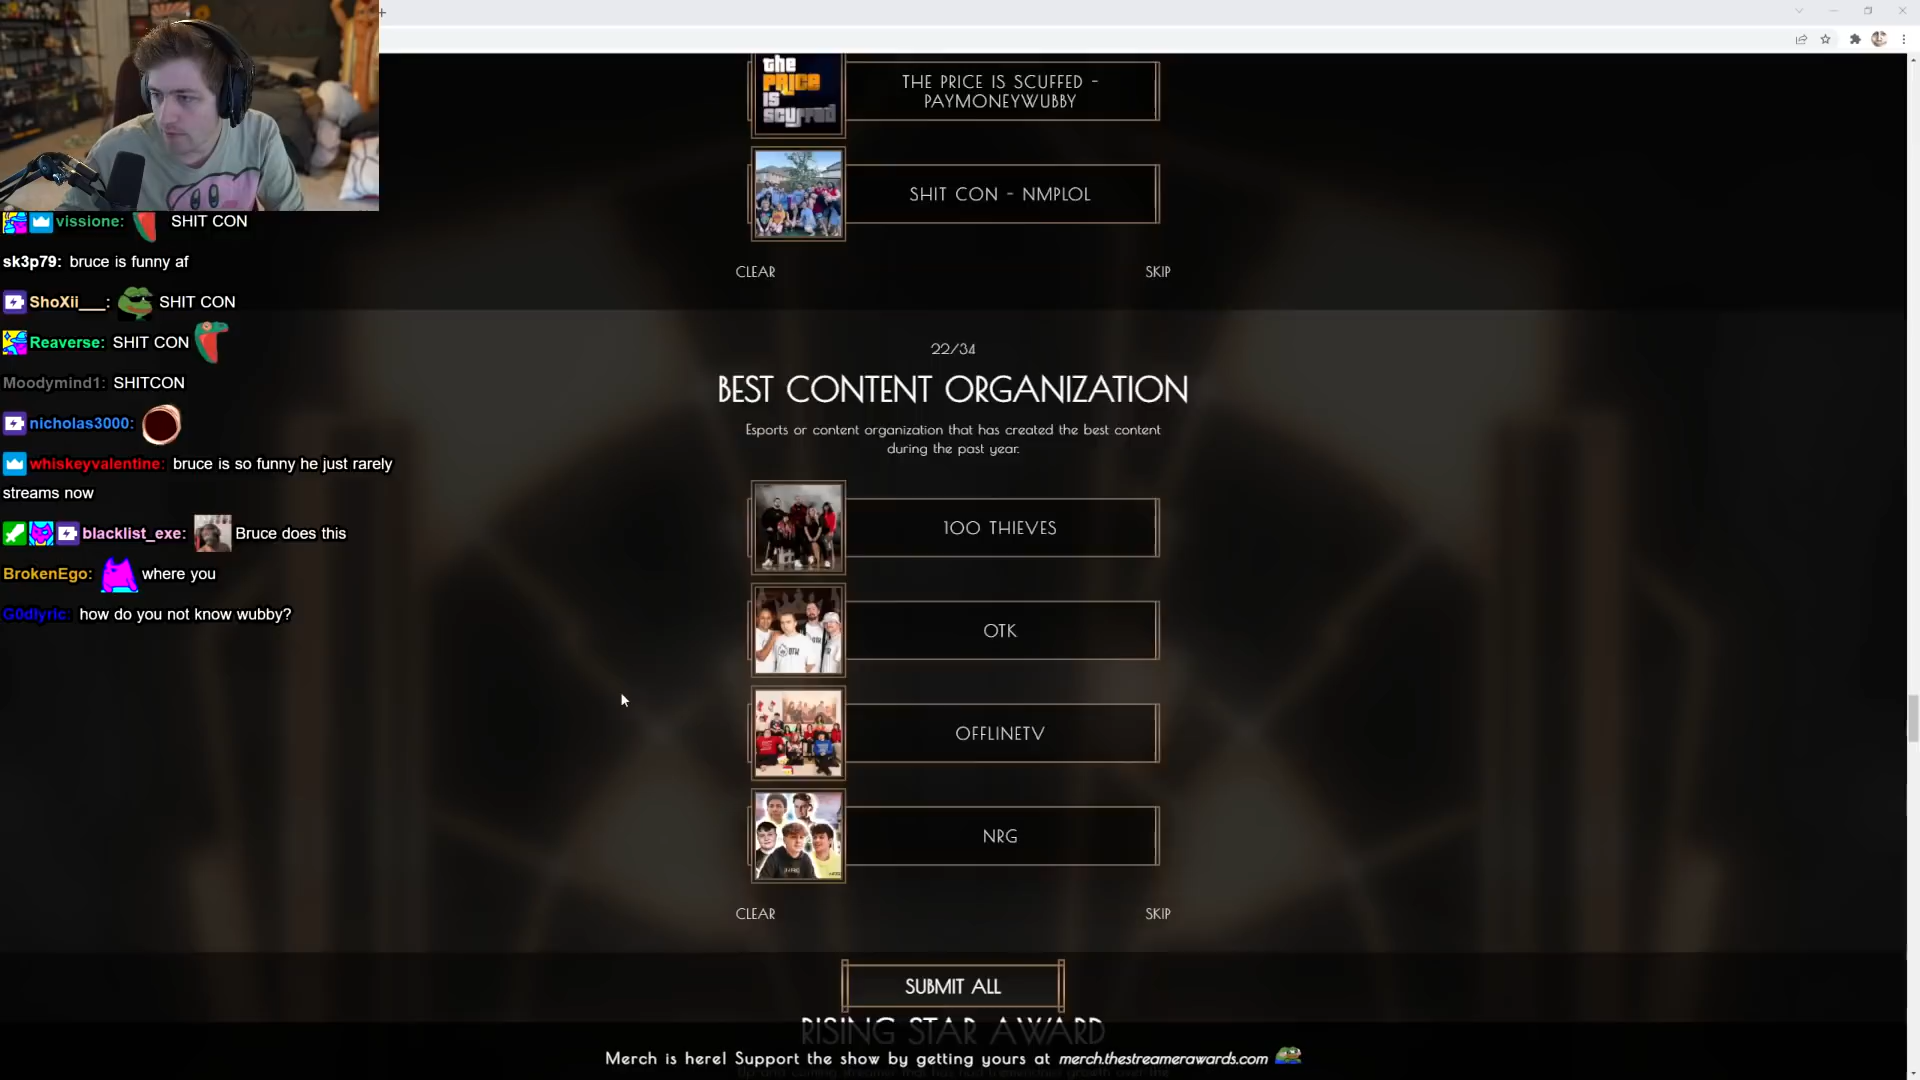 the
PRICE
is
scuffed
THE PRICE IS SCUFFED -
PAYMONEYWUBBY
SHIT CON - NMPLOL
CLEAR
SKIP
vissione: SHIT CON
sk3p79: bruce is funny af
ShoXii___: SHIT CON
Reaverse: SHIT CON
Moodymind1: SHITCON
nicholas3000:
whiskeyvalentine: bruce is so funny he just rarely
streams now
blacklist_exe: Bruce does this
BrokenEgo: where you
G0dlyric: how do you not know wubby?
22/34
BEST CONTENT ORGANIZATION
Esports or content organization that has created the best content
during the past year.
100 THIEVES
OTK
OFFLINETV
NRG
CLEAR
SKIP
SUBMIT ALL
RISING STAR AWARD
Merch is here! Support the show by getting yours at merch.thestreamerawards.com